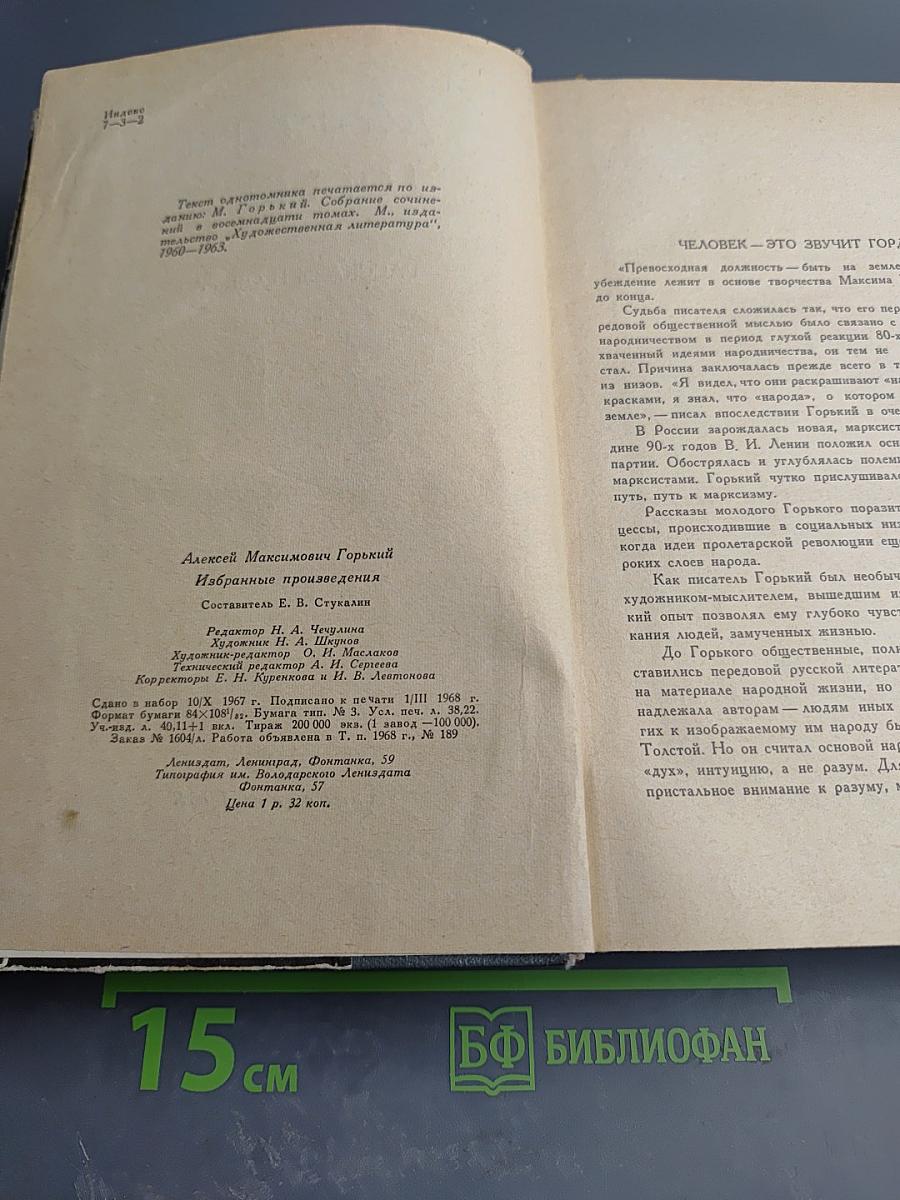 Индекс
7—3—2
Текст однотомника печатается по из-
данию: М. Горький. Собрание сочине-
ний в восемнадцати томах. М., изда-
тельство „Художественная литература“,
1960—1963.
Алексей Максимович Горький
Избранные произведения
Составитель Е. В. Стукалин
Редактор Н. А. Чечулина
Художник Н. А. Шкунов
Художник-редактор О. И. Маслаков
Технический редактор А. И. Сергеева
Корректоры Е. Н. Куренкова и И. В. Левтонова
Сдано в набор 10/X 1967 г. Подписано к печати 1/III 1968 г.
Формат бумаги 84×108¹/₃₂. Бумага тип. № 3. Усл. печ. л. 38,22.
Уч.-изд. л. 40,11+1 вкл. Тираж 200 000 экз. (1 завод —100 000).
Заказ № 1604/л. Работа объявлена в Т. п. 1968 г., № 189
Лениздат, Ленинград, Фонтанка, 59
Типография им. Володарского Лениздата
Фонтанка, 57
Цена 1 р. 32 коп.
ЧЕЛОВЕК — ЭТО ЗВУЧИТ ГОРД
«Превосходная должность — быть на земле
убеждение лежит в основе творчества Максима
до конца.
Судьба писателя сложилась так, что его пер
редовой общественной мыслью было связано с
народничеством в период глухой реакции 80-х
хваченный идеями народничества, он тем не
стал. Причина заключалась прежде всего в т
из низов. «Я видел, что они раскрашивают «на
красками, я знал, что «народа», о котором
земле», — писал впоследствии Горький в оче
В России зарождалась новая, марксист
дине 90-х годов В. И. Ленин положил осн
партии. Обострялась и углублялась полеми
марксистами. Горький чутко прислушивал
путь, путь к марксизму.
Рассказы молодого Горького поразит
цессы, происходившие в социальных низ
когда идеи пролетарской революции еще
роких слоев народа.
Как писатель Горький был необыч
художником-мыслителем, вышедшим и
кий опыт позволял ему глубоко чувст
кания людей, замученных жизнью.
До Горького общественные, поли
ставились передовой русской литерат
на материале народной жизни, но
надлежала авторам — людям иных
гих к изображаемому им народу бы
Толстой. Но он считал основой нар
«дух», интуицию, а не разум. Для
пристальное внимание к разуму, м
15 см
БФ БИБЛИОФАН